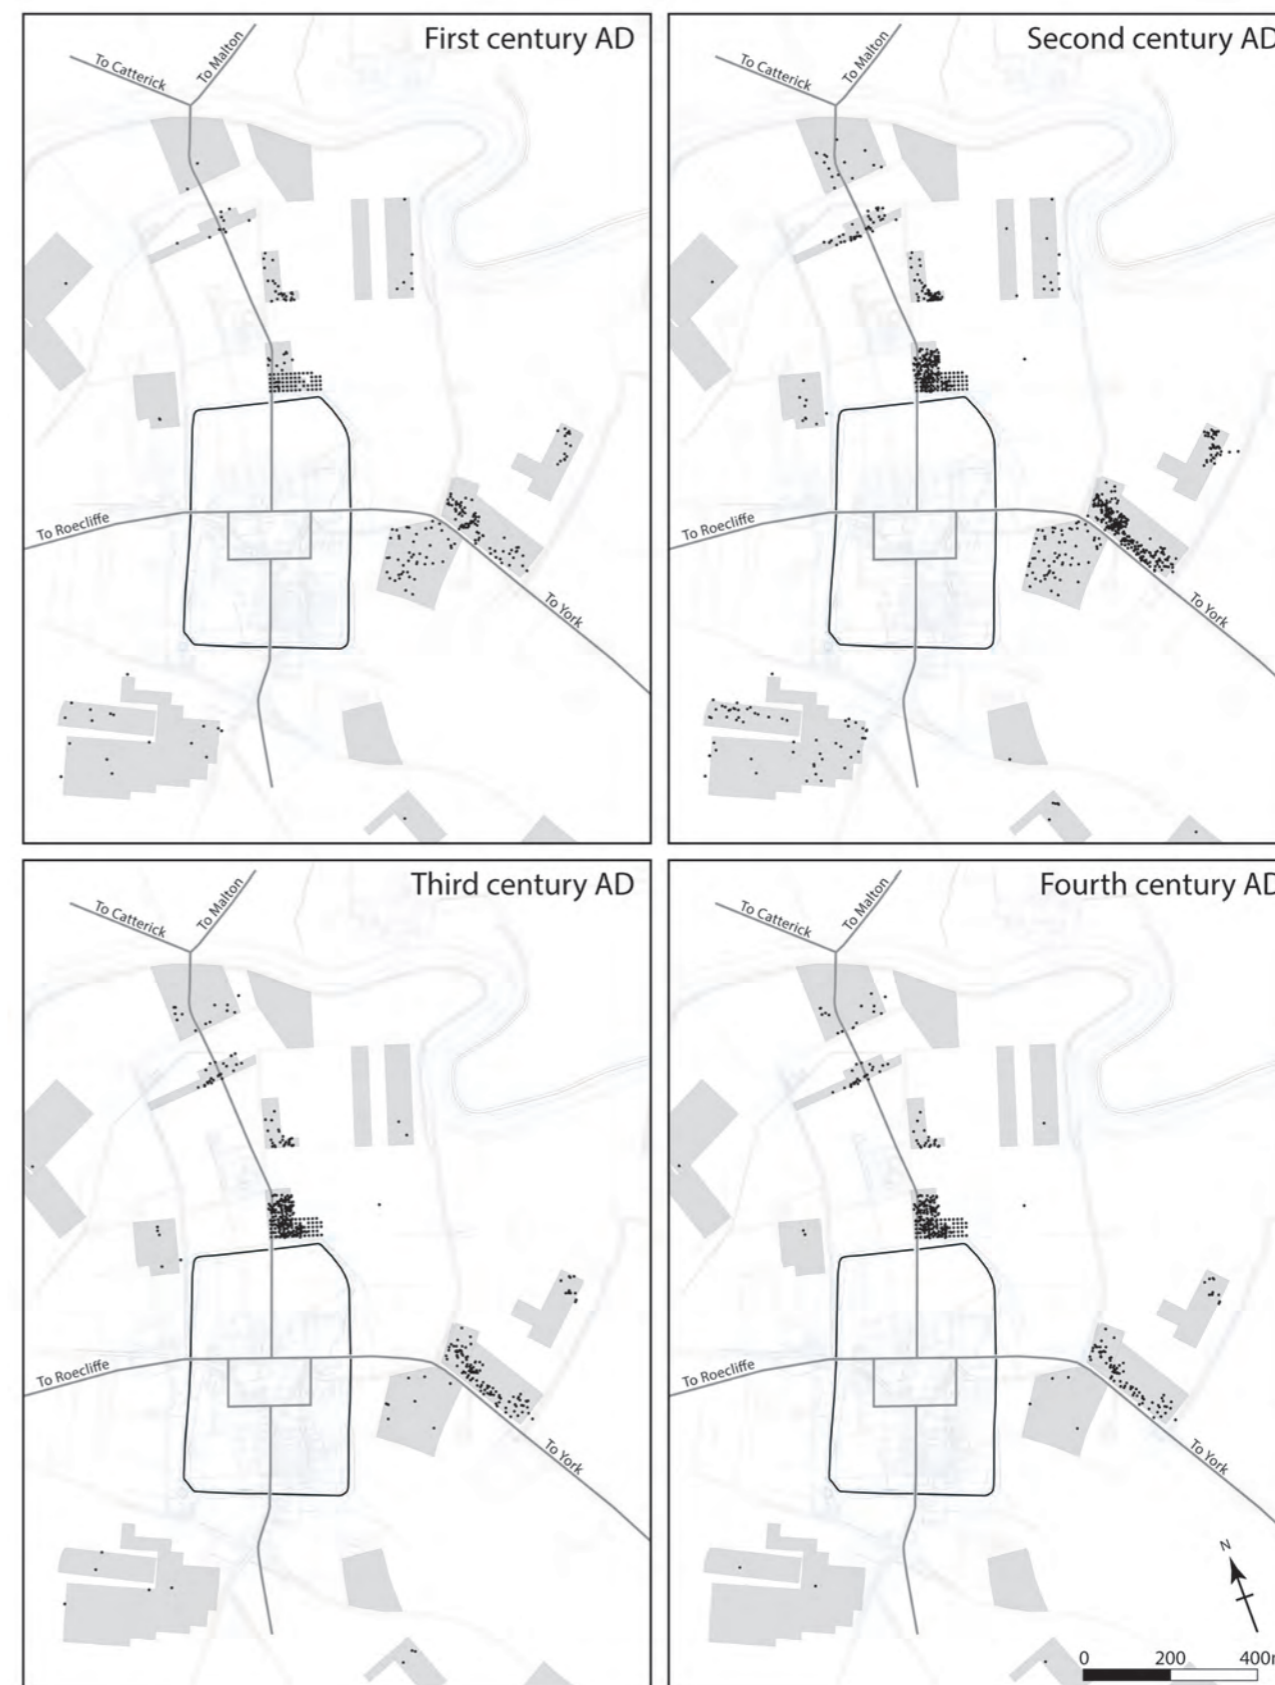 First century AD
To Catterick
To Malton
To Roecliffe
To York
Second century AD
To Catterick
To Malton
To Roecliffe
To York
Third century AD
To Catterick
To Malton
To Roecliffe
To York
Fourth century AD
To Catterick
To Malton
To Roecliffe
To York
N
0 200 400m